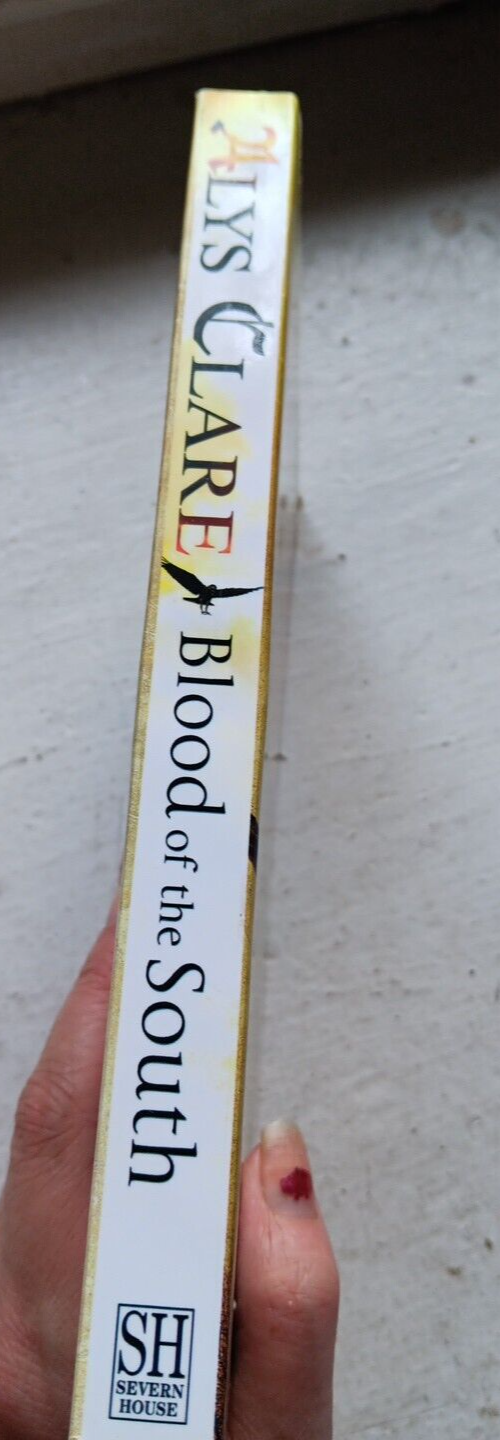 ALYS CLARE Blood of the South
SH
SEVERN
HOUSE